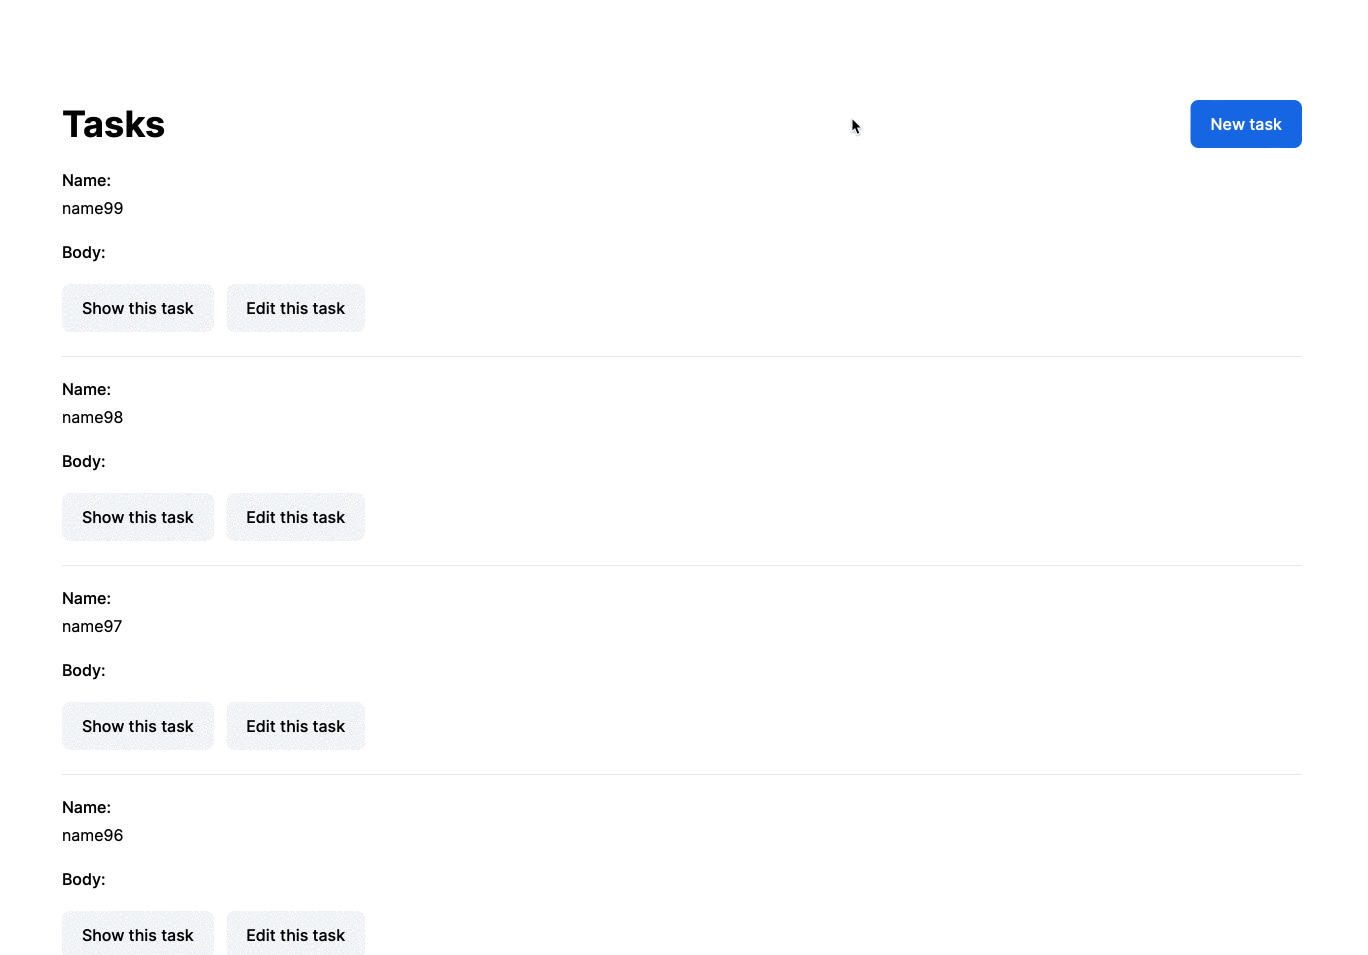 Tasks
New task
Name:
name99
Body:
Show this task Edit this task
Name:
name98
Body:
Show this task Edit this task
Name:
name97
Body:
Show this task Edit this task
Name:
name96
Body:
Show this task Edit this task